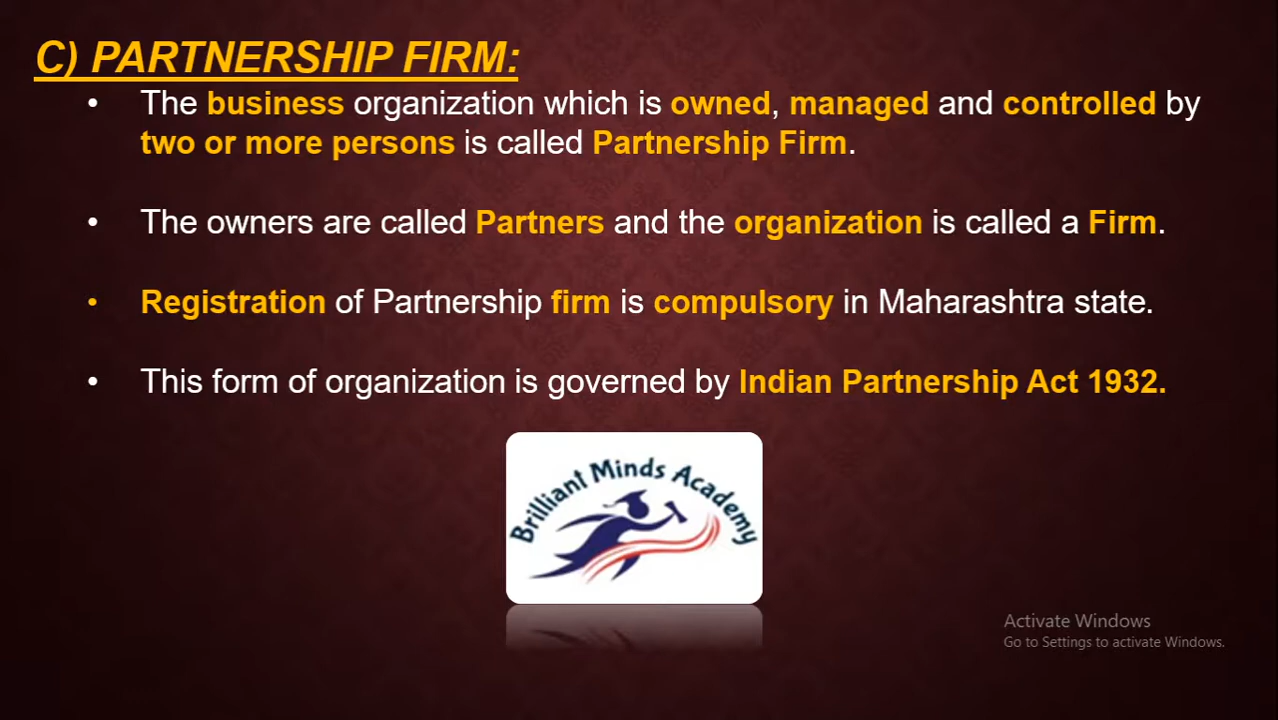 C) PARTNERSHIP FIRM:
• The business organization which is owned, managed and controlled by
two or more persons is called Partnership Firm.
• The owners are called Partners and the organization is called a Firm.
• Registration of Partnership firm is compulsory in Maharashtra state.
• This form of organization is governed by Indian Partnership Act 1932.
Brilliant Minds Academy
Activate Windows
Go to Settings to activate Windows.